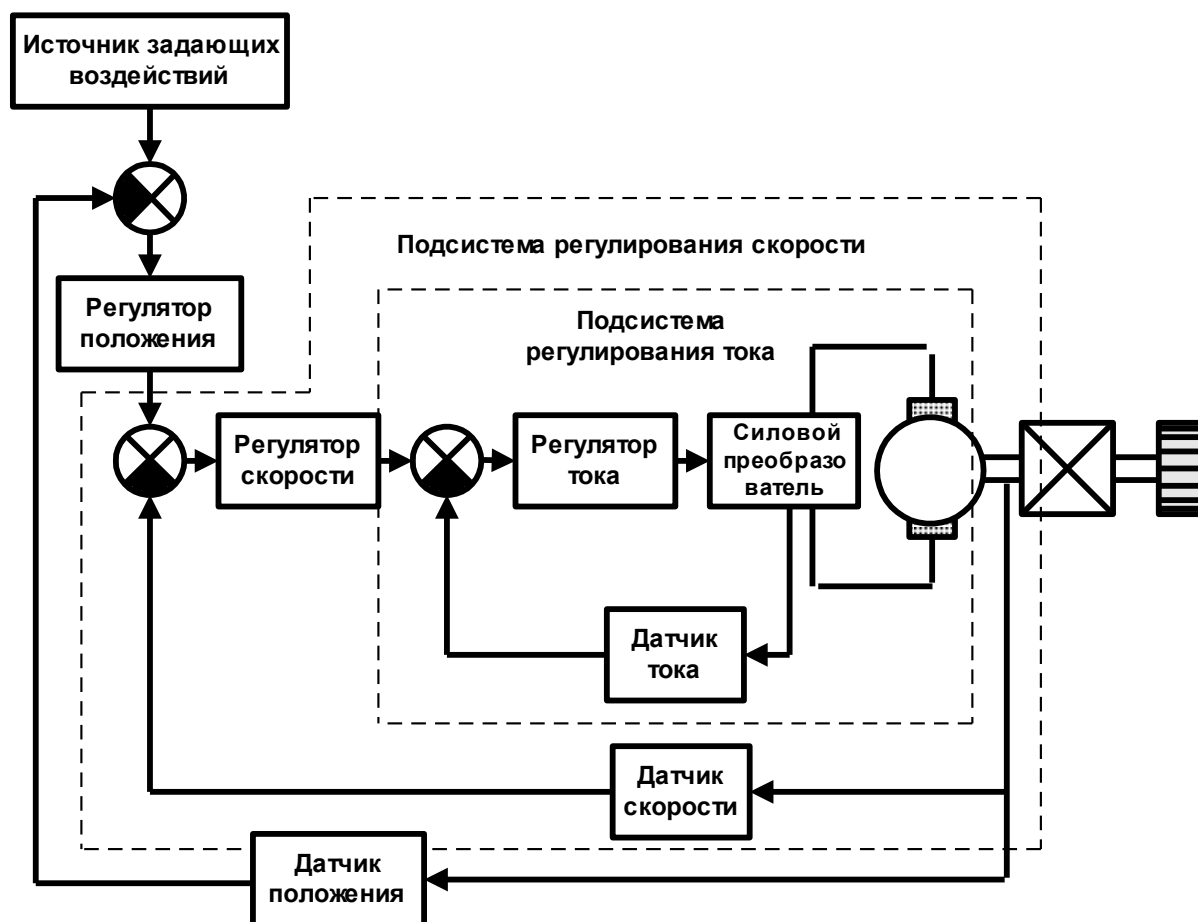 Источник задающих
воздействий
Подсистема регулирования скорости
Регулятор
положения
Подсистема
регулирования тока
Регулятор
скорости
Регулятор
тока
Силовой
преобразо
ватель
Датчик
тока
Датчик
скорости
Датчик
положения